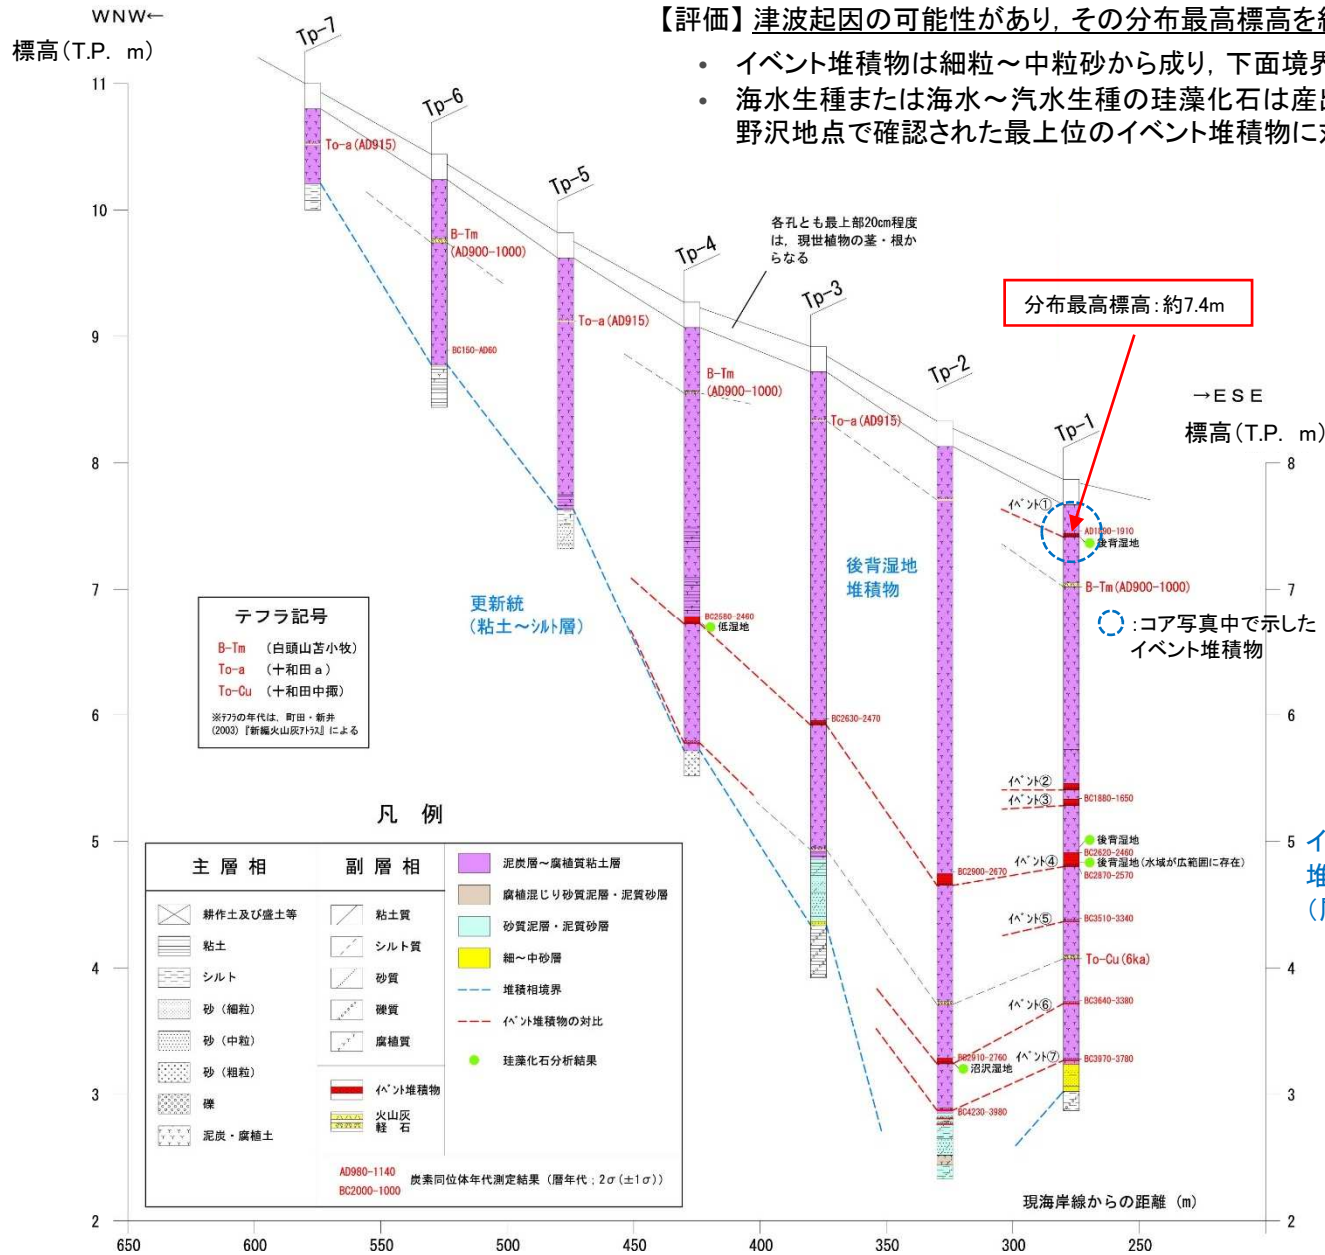 WNW←
標高(T.P. m)
【評価】津波起因の可能性があり，その分布最高標高を
・ イベント堆積物は細粒～中粒砂から成り，下面境界
・ 海水生種または海水～汽水生種の珪藻化石は産
野沢地点で確認された最上位のイベント堆積物に
Tp-7
Tp-6
Tp-5
Tp-4
Tp-3
Tp-2
Tp-1
11
10
9
8
7
6
5
4
3
2
To-a(AD915)
B-Tm
(AD900-1000)
BC150-AD60
To-a(AD915)
B-Tm
(AD900-1000)
BC2580-2460
低湿地
各孔とも最上部20cm程度
は，現世植物の茎・根か
らなる
To-a(AD915)
BC2630-2470
BC2900-2670
BC2910-2760
沼沢湿地
BC4230-3980
分布最高標高：約7.4m
→ESE
標高(T.P. m)
8
7
6
5
4
3
2
イベント①
後背湿地
B-Tm(AD900-1000)
：コア写真中で示した
イベント堆積物
イベント②
イベント③
BC1880-1650
後背湿地
イベント④
BC2620-2460
後背湿地(水域が広範囲に存在)
BC2870-2570
イベント⑤
BC3510-3340
To-Cu(6ka)
イベント⑥
BC3640-3380
イベント⑦
BC3970-3780
後背湿地
堆積物
更新統
(粘土～シルト層)
テフラ記号
B-Tm (白頭山苫小牧)
To-a (十和田a)
To-Cu (十和田中掫)
※テフラの年代は，町田・新井
(2003)『新編火山灰アトラス』による
凡例
主層相
耕作土及び盛土等
粘土
シルト
砂（細粒）
砂（中粒）
砂（粗粒）
礫
泥炭・腐植土
副層相
粘土質
シルト質
砂質
礫質
腐植質
イベント堆積物
火山灰
軽石
泥炭層～腐植質粘土層
腐植混じり砂質泥層・泥質砂層
砂質泥層・泥質砂層
細～中砂層
堆積相境界
イベント堆積物の対比
珪藻化石分析結果
AD980-1140
BC2000-1000
炭素同位体年代測定結果（暦年代；2σ(±1σ)）
現海岸線からの距離 (m)
650
600
550
500
450
400
350
300
250